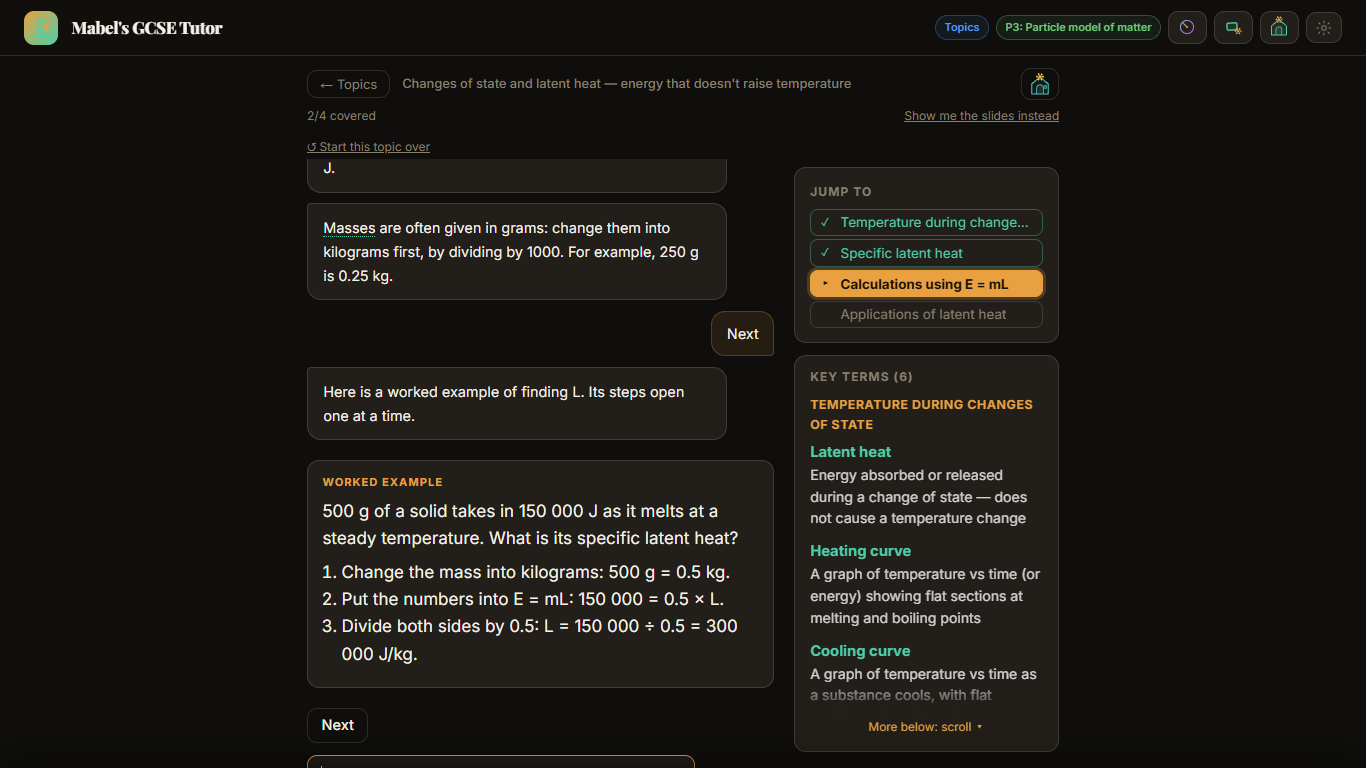 Mabel's GCSE Tutor
Topics
P3: Particle model of matter
← Topics
Changes of state and latent heat — energy that doesn't raise temperature
2/4 covered
Show me the slides instead
↺ Start this topic over
J.
Masses are often given in grams: change them into
kilograms first, by dividing by 1000. For example, 250 g
is 0.25 kg.
Next
Here is a worked example of finding L. Its steps open
one at a time.
WORKED EXAMPLE
500 g of a solid takes in 150 000 J as it melts at a
steady temperature. What is its specific latent heat?
1. Change the mass into kilograms: 500 g = 0.5 kg.
2. Put the numbers into E = mL: 150 000 = 0.5 × L.
3. Divide both sides by 0.5: L = 150 000 ÷ 0.5 = 300
000 J/kg.
Next
JUMP TO
✓ Temperature during change...
✓ Specific latent heat
▸ Calculations using E = mL
Applications of latent heat
KEY TERMS (6)
TEMPERATURE DURING CHANGES
OF STATE
Latent heat
Energy absorbed or released
during a change of state — does
not cause a temperature change
Heating curve
A graph of temperature vs time (or
energy) showing flat sections at
melting and boiling points
Cooling curve
A graph of temperature vs time as
a substance cools, with flat
More below: scroll ▾